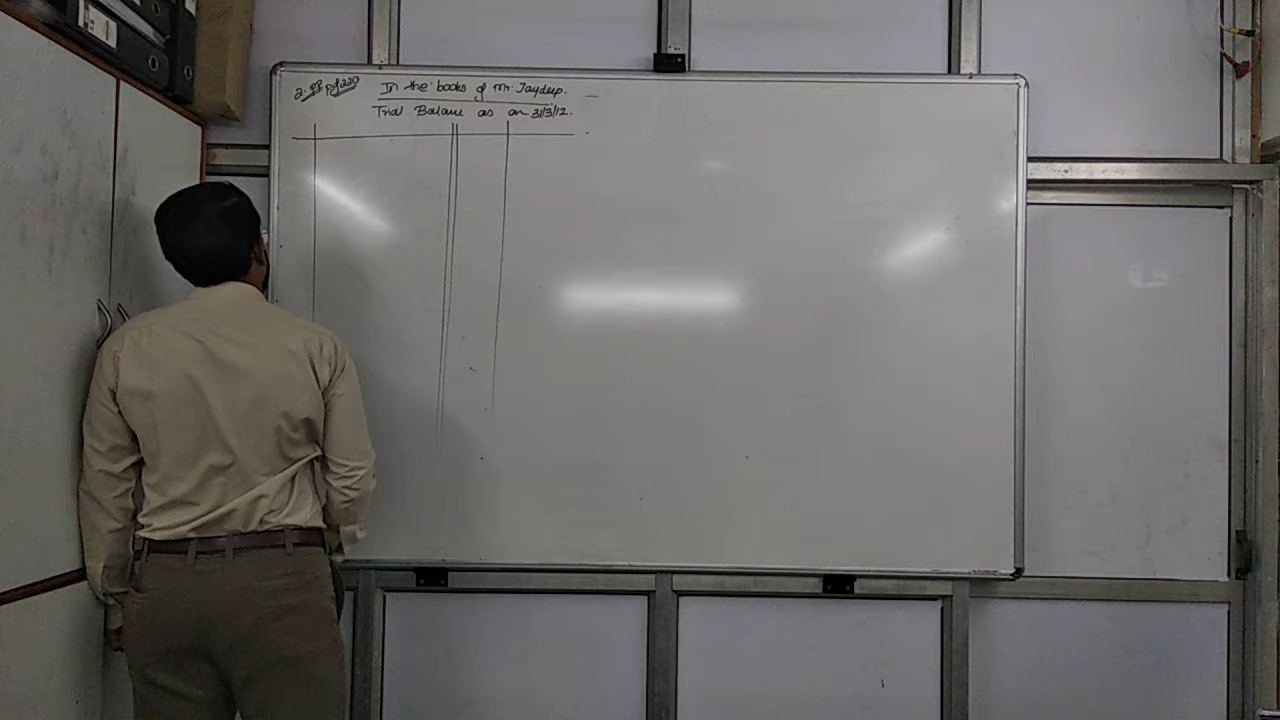 In the books of Mr. Jaydeep.
Trial Balance as on 31/3/12.